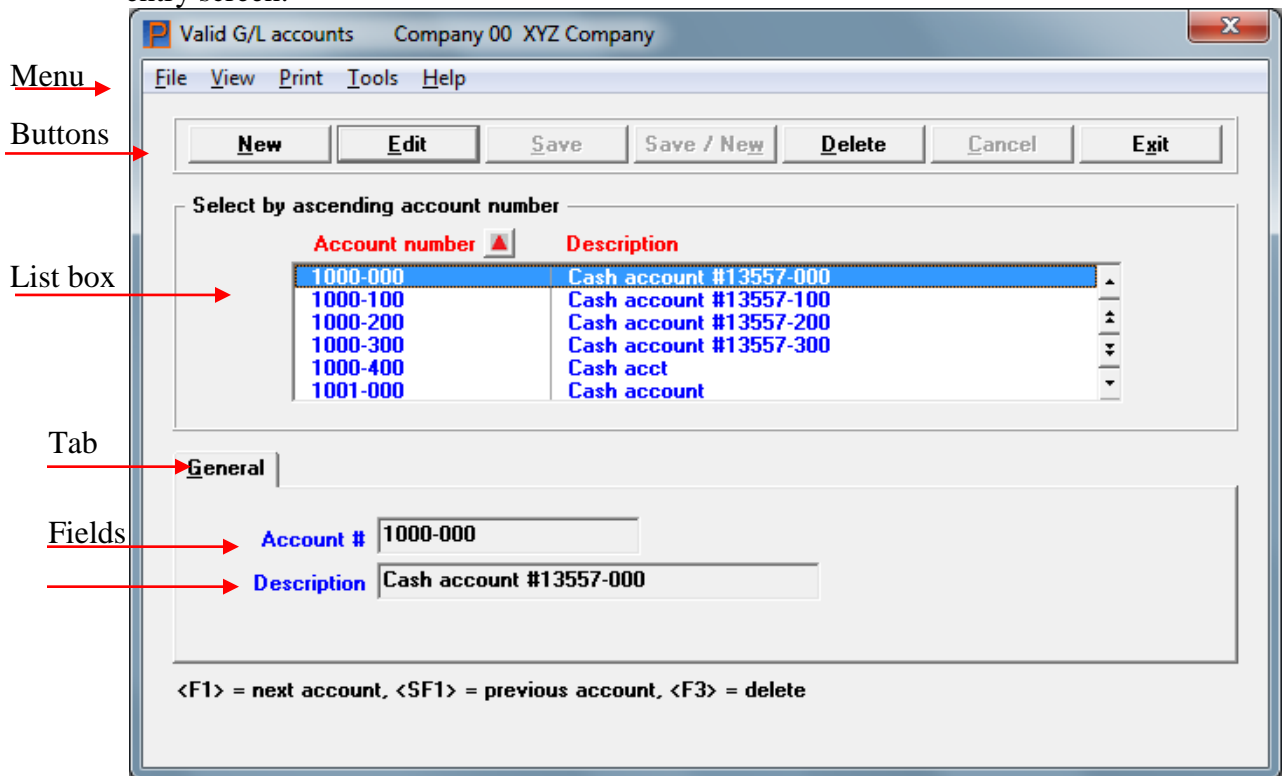 entry screen.
Valid G/L accounts Company 00 XYZ Company
Menu
File View Print Tools Help
Buttons
New Edit Save Save / New Delete Cancel Exit
Select by ascending account number
Account number Description
List box
1000-000 Cash account #13557-000
1000-100 Cash account #13557-100
1000-200 Cash account #13557-200
1000-300 Cash account #13557-300
1000-400 Cash acct
1001-000 Cash account
Tab
General
Fields
Account # 1000-000
Description Cash account #13557-000
<F1> = next account, <SF1> = previous account, <F3> = delete